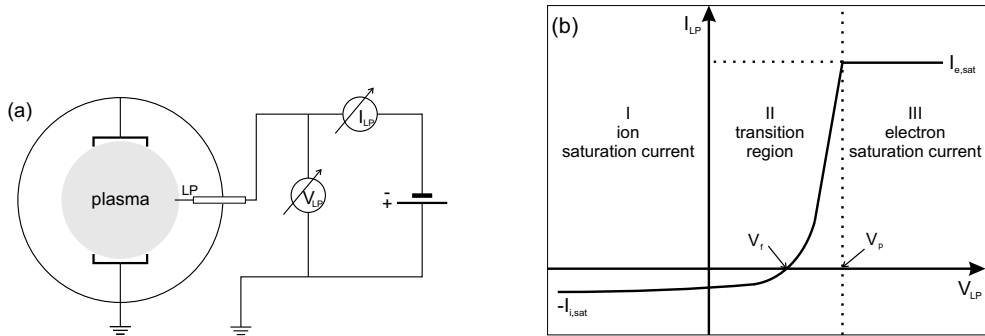 (a)
plasma
LP
I_LP
V_LP
-
+
(b)
I_LP
I_e,sat
I
ion
saturation current
II
transition
region
III
electron
saturation current
V_f
V_p
V_LP
-I_i,sat